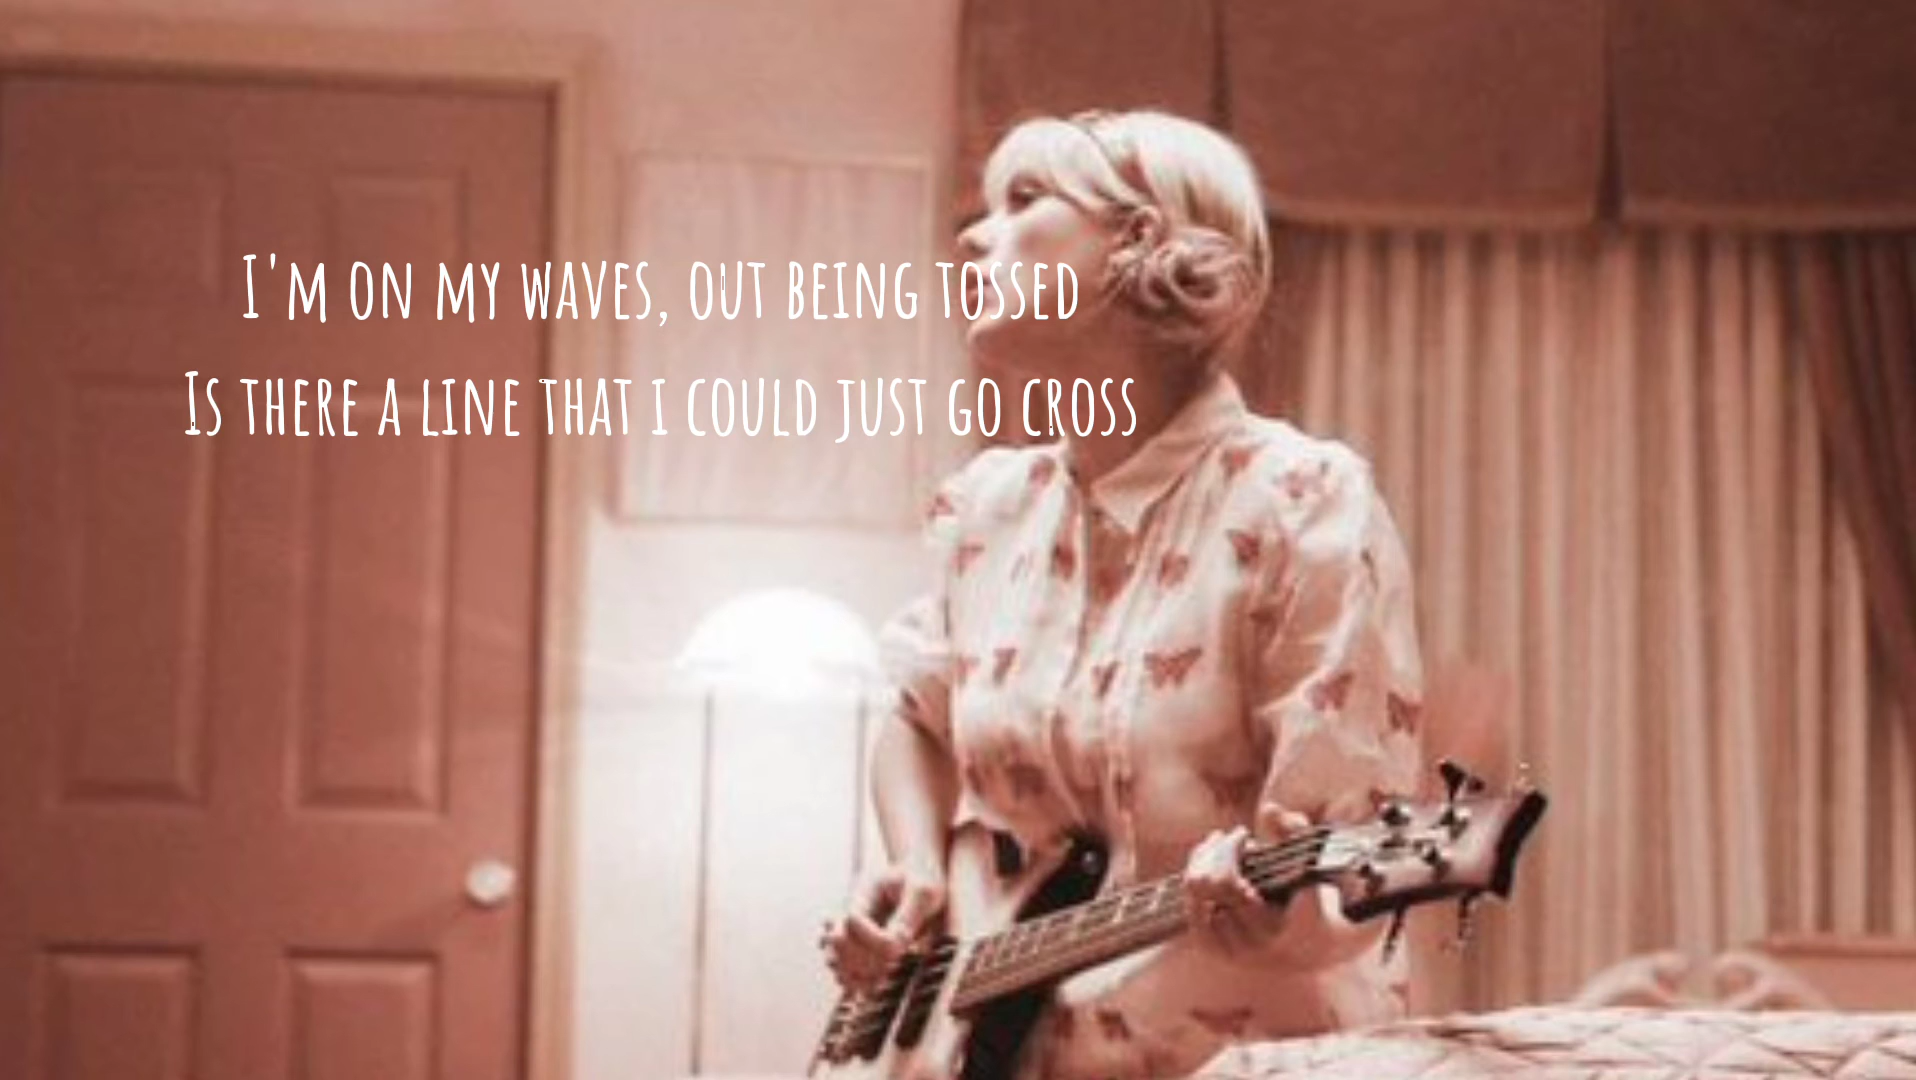 I'm on my waves, out being tossed
Is there a line that i could just go cross